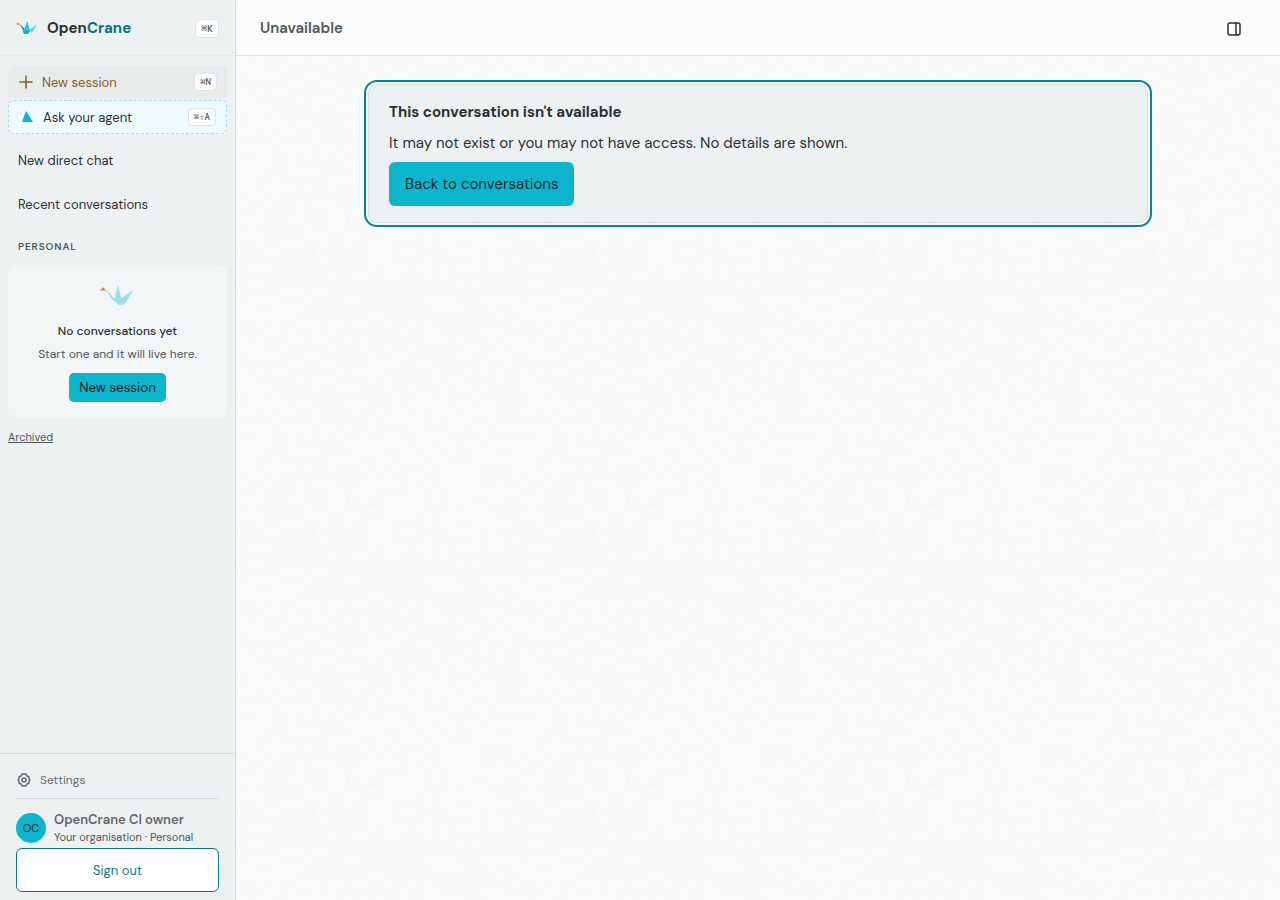 OpenCrane
⌘K
Unavailable
New session
⌘N
Ask your agent
⌘⇧A
New direct chat
Recent conversations
PERSONAL
No conversations yet
Start one and it will live here.
New session
Archived
This conversation isn't available
It may not exist or you may not have access. No details are shown.
Back to conversations
Settings
OC
OpenCrane CI owner
Your organisation · Personal
Sign out